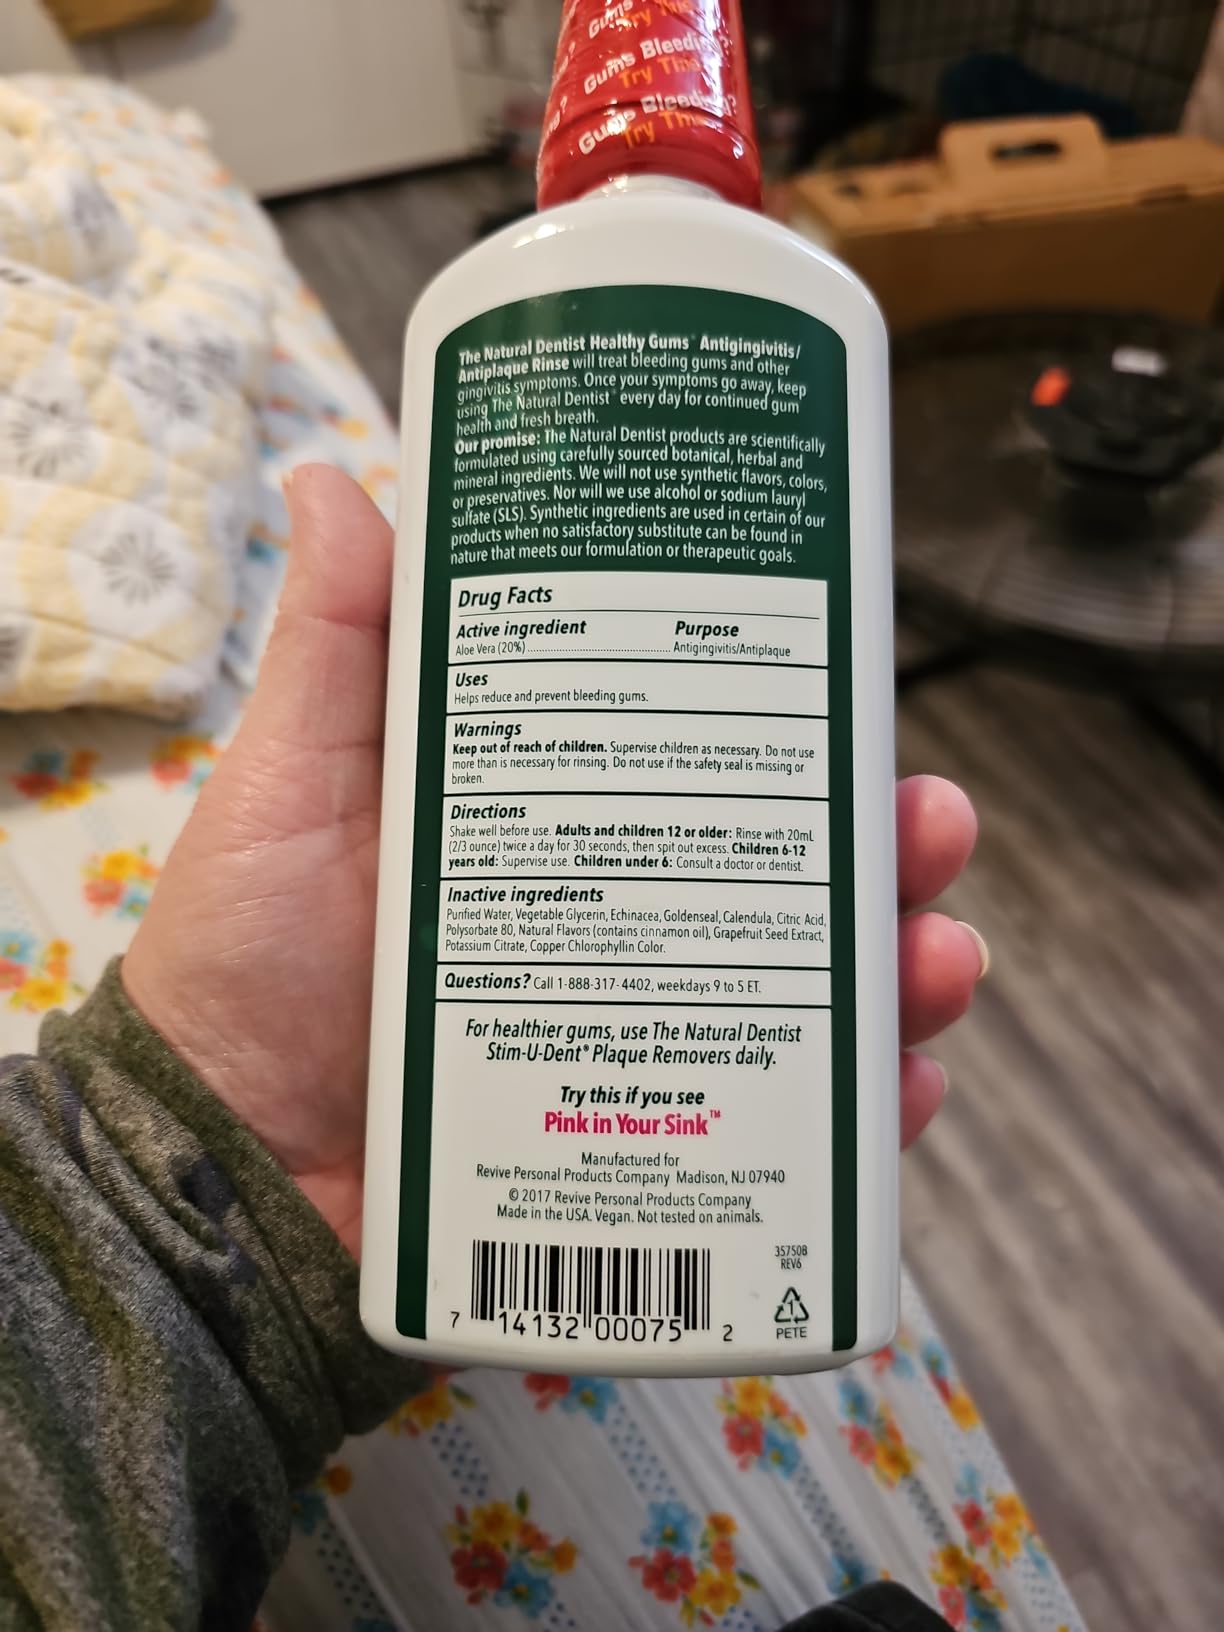 Gums
Try This
Gums Bleeding?
Try This
Gums Bleeding?
Try This
The Natural Dentist Healthy Gums® Antigingivitis/
Antiplaque Rinse will treat bleeding gums and other
gingivitis symptoms. Once your symptoms go away, keep
using The Natural Dentist® every day for continued gum
health and fresh breath.
Our promise: The Natural Dentist products are scientifically
formulated using carefully sourced botanical, herbal and
mineral ingredients. We will not use synthetic flavors, colors,
or preservatives. Nor will we use alcohol or sodium lauryl
sulfate (SLS). Synthetic ingredients are used in certain of our
products when no satisfactory substitute can be found in
nature that meets our formulation or therapeutic goals.
Drug Facts
Active ingredient Purpose
Aloe Vera (20%)........................................ Antigingivitis/Antiplaque
Uses
Helps reduce and prevent bleeding gums.
Warnings
Keep out of reach of children. Supervise children as necessary. Do not use
more than is necessary for rinsing. Do not use if the safety seal is missing or
broken.
Directions
Shake well before use. Adults and children 12 or older: Rinse with 20mL
(2/3 ounce) twice a day for 30 seconds, then spit out excess. Children 6-12
years old: Supervise use. Children under 6: Consult a doctor or dentist.
Inactive ingredients
Purified Water, Vegetable Glycerin, Echinacea, Goldenseal, Calendula, Citric Acid,
Polysorbate 80, Natural Flavors (contains cinnamon oil), Grapefruit Seed Extract,
Potassium Citrate, Copper Chlorophyllin Color.
Questions? Call 1-888-317-4402, weekdays 9 to 5 ET.
For healthier gums, use The Natural Dentist
Stim-U-Dent® Plaque Removers daily.
Try this if you see
Pink in Your Sink™
Manufactured for
Revive Personal Products Company Madison, NJ 07940
© 2017 Revive Personal Products Company
Made in the USA. Vegan. Not tested on animals.
357508
REV6
7 14132 00075 2
1
PETE